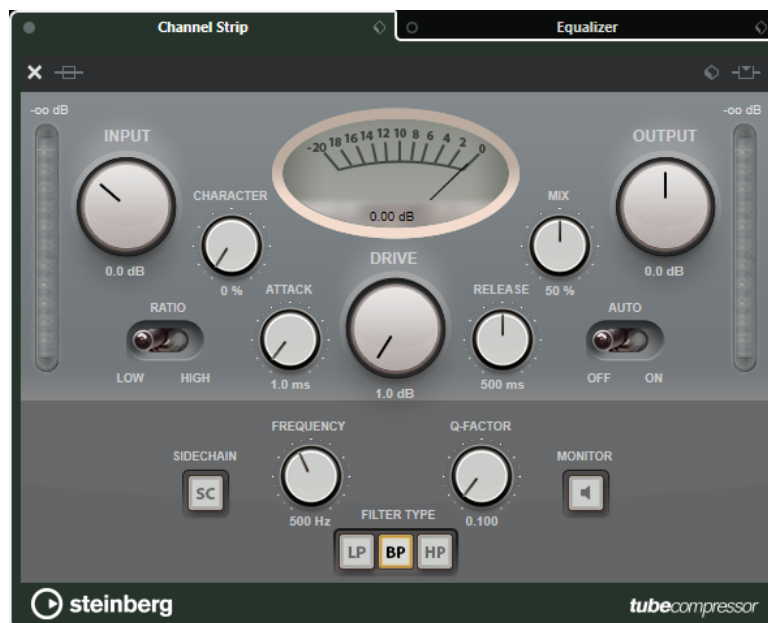 Channel Strip
Equalizer
-oo dB
-oo dB
INPUT
OUTPUT
-20 18 16 14 12 10 8 6 4 2 0
0.00 dB
CHARACTER
MIX
0.0 dB
0.0 dB
DRIVE
0 %
50 %
ATTACK
RELEASE
RATIO
AUTO
LOW HIGH
1.0 ms
1.0 dB
500 ms
OFF ON
FREQUENCY
Q-FACTOR
SIDECHAIN
MONITOR
SC
500 Hz
FILTER TYPE
0.100
LP BP HP
steinberg
tubecompressor